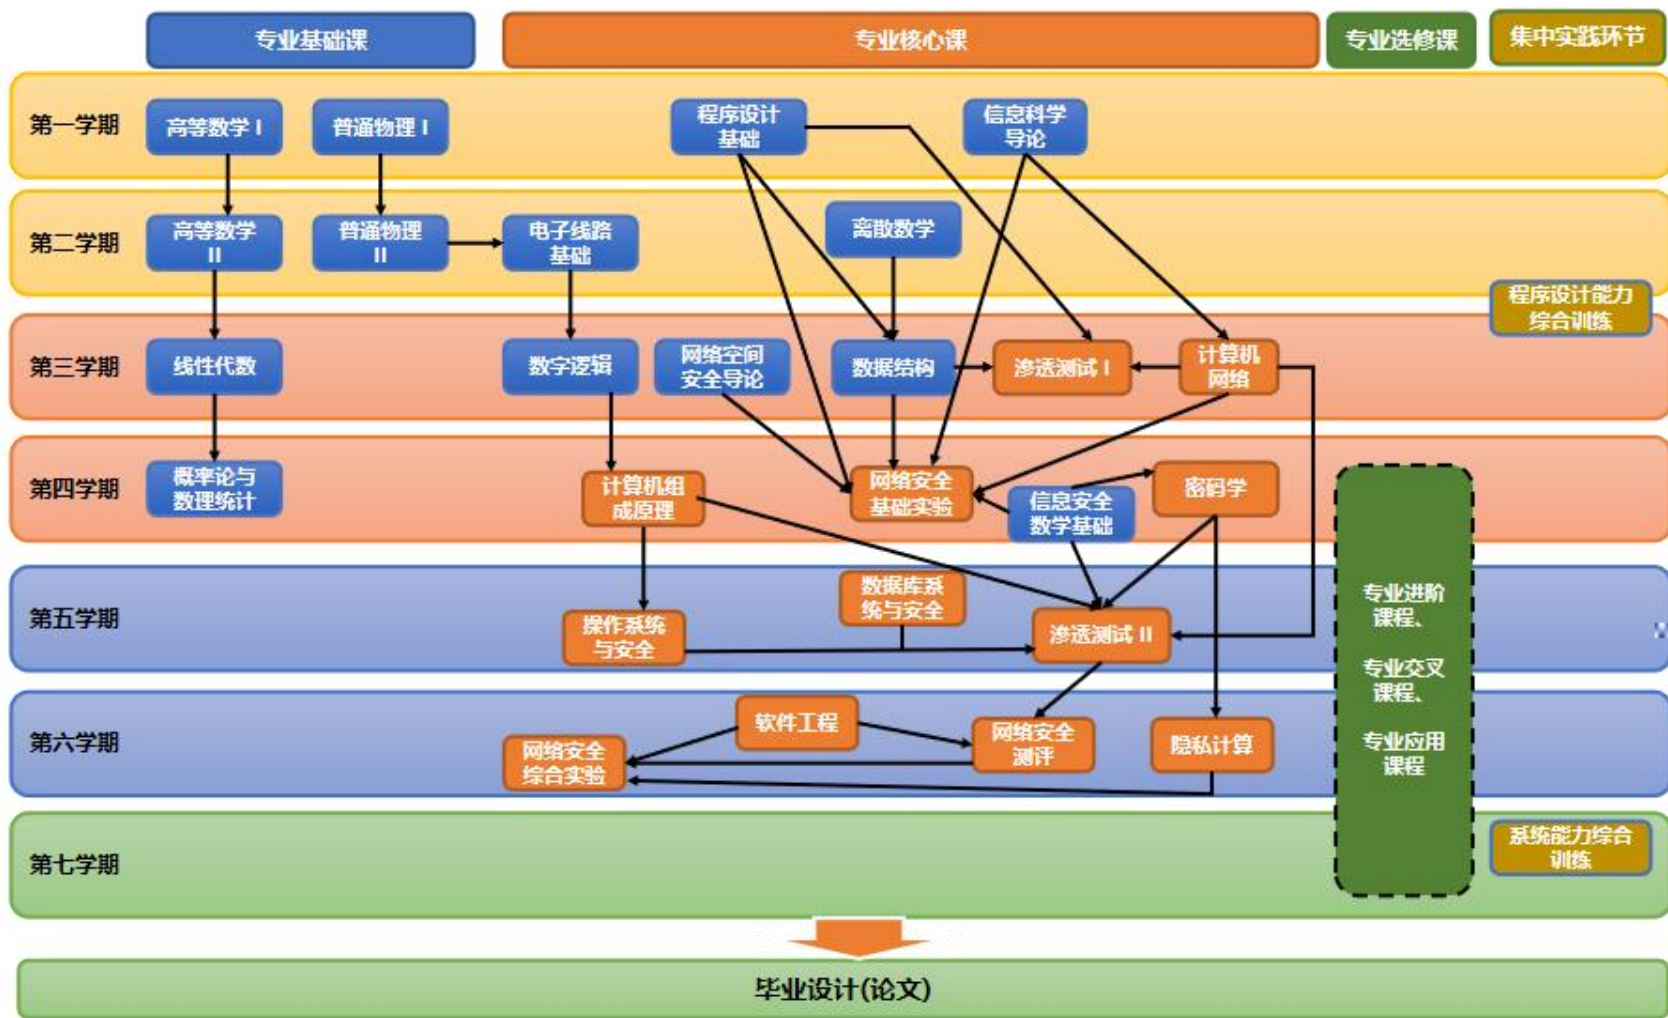 专业基础课
专业核心课
专业选修课
集中实践环节
第一学期
高等数学 I
普通物理 I
程序设计
基础
信息科学
导论
第二学期
高等数学
II
普通物理
II
电子线路
基础
离散数学
程序设计能力
综合训练
第三学期
线性代数
数字逻辑
网络空间
安全导论
数据结构
渗透测试 I
计算机
网络
第四学期
概率论与
数理统计
计算机组
成原理
网络安全
基础实验
信息安全
数学基础
密码学
第五学期
操作系统
与安全
数据库系
统与安全
渗透测试 II
专业进阶
课程、
专业交叉
课程、
专业应用
课程
第六学期
网络安全
综合实验
软件工程
网络安全
测评
隐私计算
第七学期
系统能力综合
训练
毕业设计(论文)